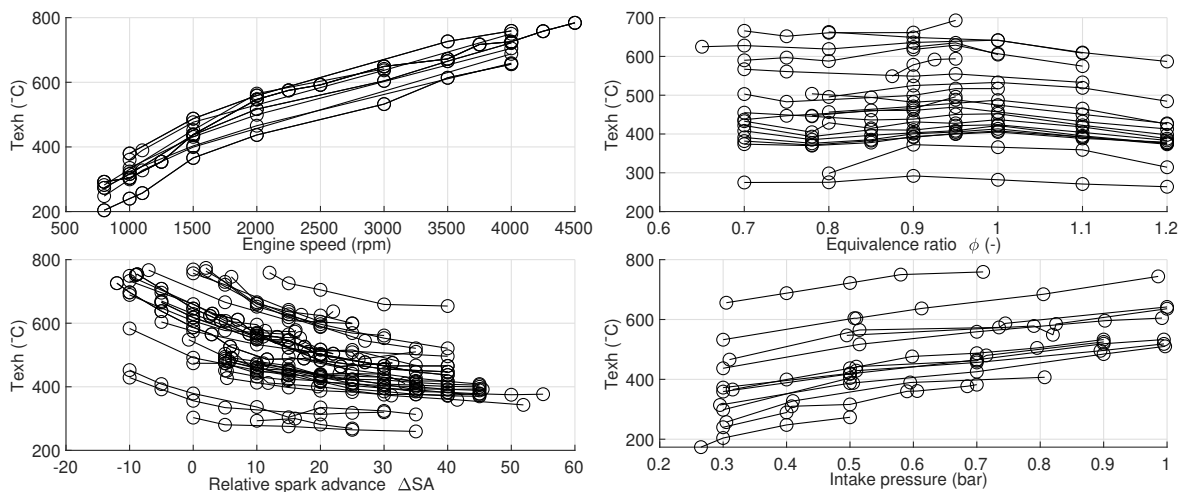 800
600
400
200
Texh (¯C)
500 1000 1500 2000 2500 3000 3500 4000 4500
Engine speed (rpm)
700
600
500
400
300
200
Texh (¯C)
0.6 0.7 0.8 0.9 1 1.1 1.2
Equivalence ratio ϕ (-)
800
600
400
200
Texh (¯C)
-20 -10 0 10 20 30 40 50 60
Relative spark advance ΔSA
800
600
400
200
Texh (¯C)
0.2 0.3 0.4 0.5 0.6 0.7 0.8 0.9 1
Intake pressure (bar)